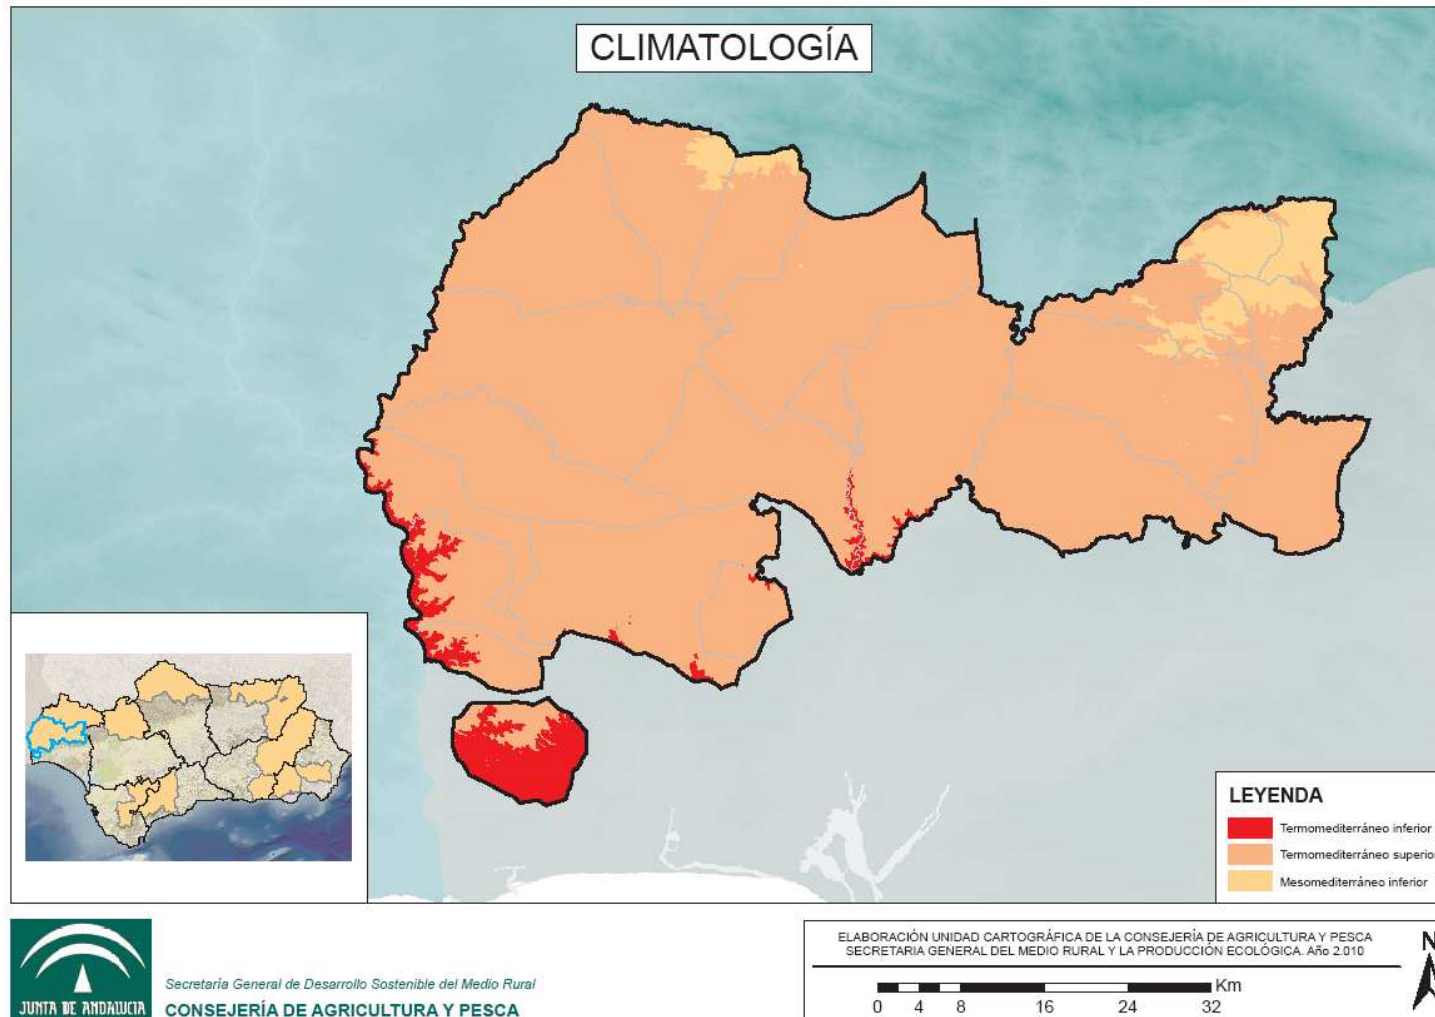 CLIMATOLOGÍA
LEYENDA
Termomediterráneo inferior
Termomediterráneo superior
Mesomediterráneo inferior
JUNTA DE ANDALUCIA
Secretaría General de Desarrollo Sostenible del Medio Rural
CONSEJERÍA DE AGRICULTURA Y PESCA
ELABORACIÓN UNIDAD CARTOGRÁFICA DE LA CONSEJERÍA DE AGRICULTURA Y PESCA
SECRETARIA GENERAL DEL MEDIO RURAL Y LA PRODUCCIÓN ECOLÓGICA. Año 2.010
Km
0 4 8 16 24 32
N